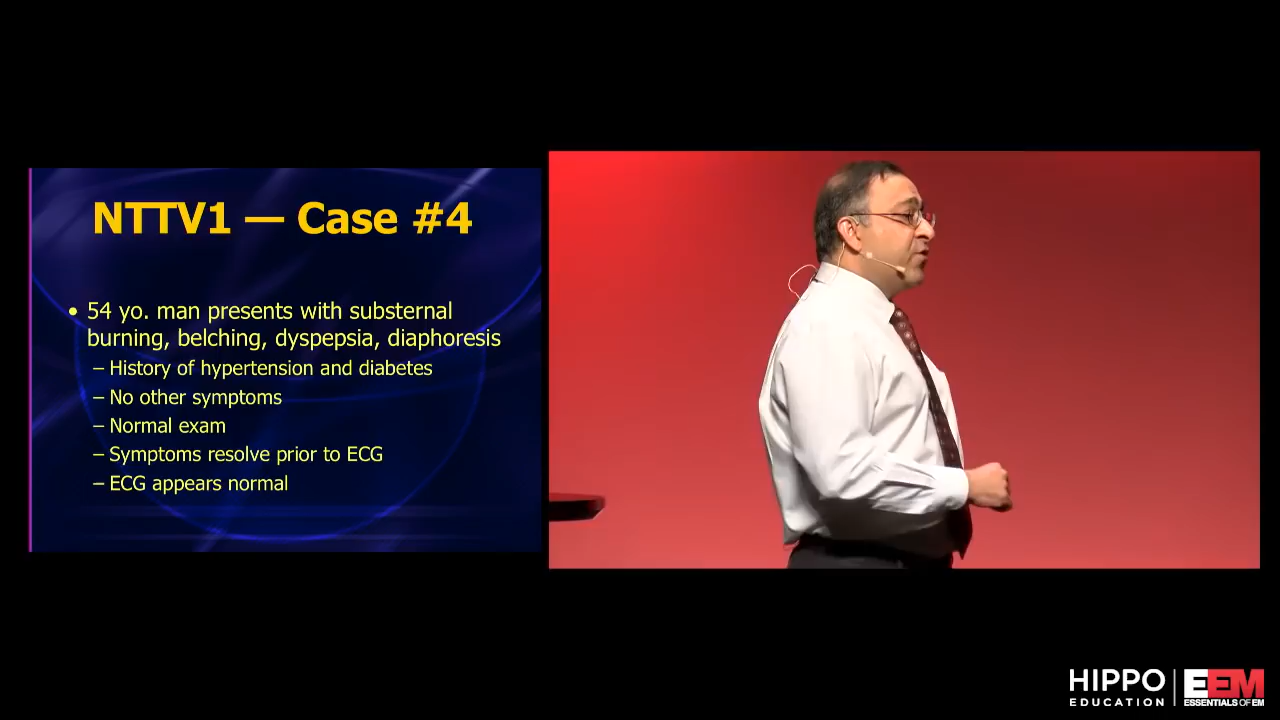 NTTV1 — Case #4
• 54 yo. man presents with substernal
burning, belching, dyspepsia, diaphoresis
– History of hypertension and diabetes
– No other symptoms
– Normal exam
– Symptoms resolve prior to ECG
– ECG appears normal
HIPPO
EDUCATION
EEM
ESSENTIALS OF EM